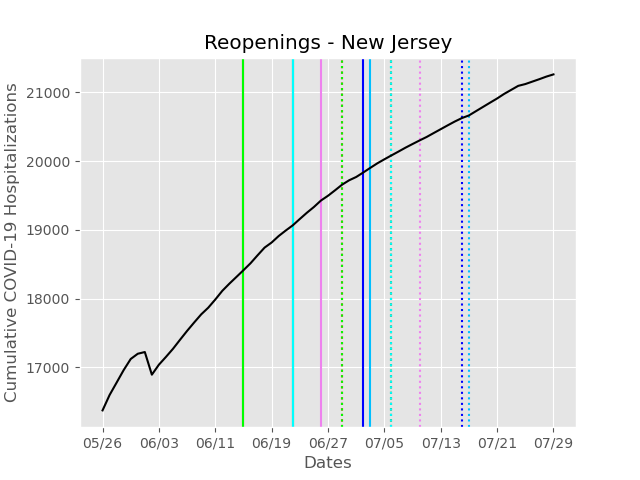 Reopenings - New Jersey
Cumulative COVID-19 Hospitalizations
21000
20000
19000
18000
17000
05/26 06/03 06/11 06/19 06/27 07/05 07/13 07/21 07/29
Dates